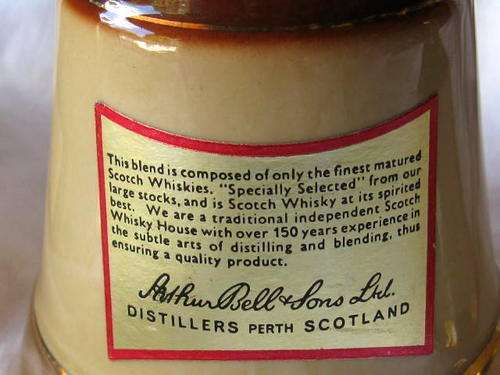 This blend is composed of only the finest matured
Scotch Whiskies. "Specially Selected" from our
large stocks, and is Scotch Whisky at its spirited
best. We are a traditional independent Scotch
Whisky House with over 150 years experience in
the subtle arts of distilling and blending, thus
ensuring a quality product.
Arthur Bell & Sons Ltd.
DISTILLERS PERTH SCOTLAND